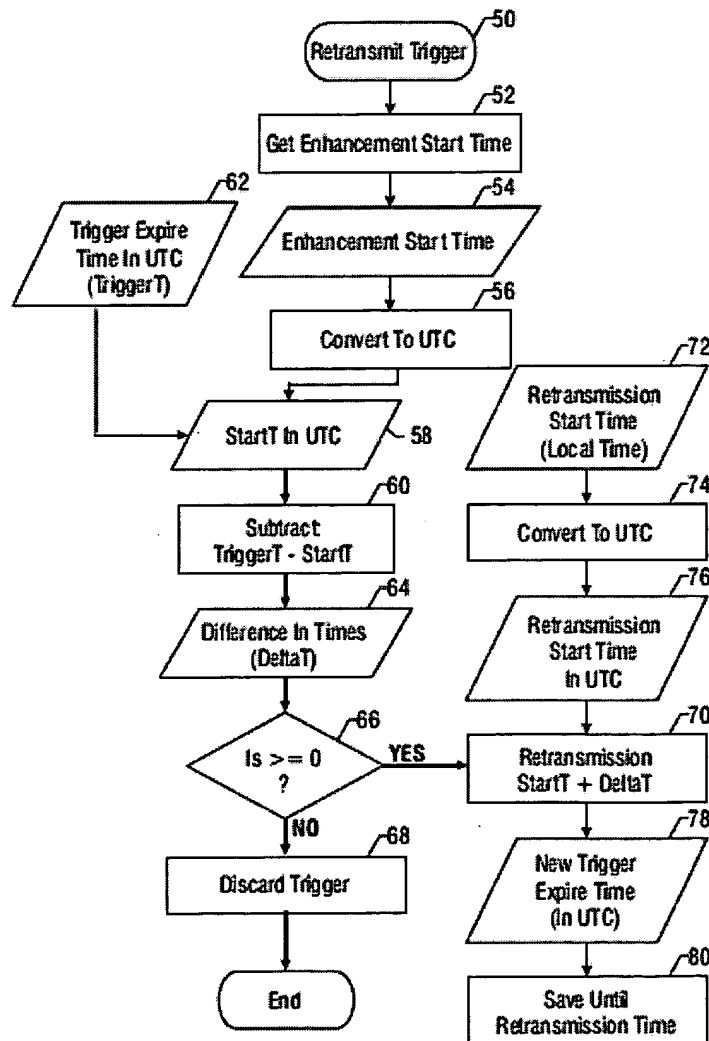 50
Retransmit Trigger
52
Get Enhancement Start Time
54
Enhancement Start Time
62
Trigger Expire
Time In UTC
(TriggerT)
56
Convert To UTC
StartT In UTC
58
60
Subtract
TriggerT - StartT
64
Difference In Times
(DeltaT)
66
Is >= 0
?
YES
NO
68
Discard Trigger
End
72
Retransmission
Start Time
(Local Time)
74
Convert To UTC
76
Retransmission
Start Time
In UTC
70
Retransmission
StartT + DeltaT
78
New Trigger
Expire Time
(In UTC)
80
Save Until
Retransmission Time